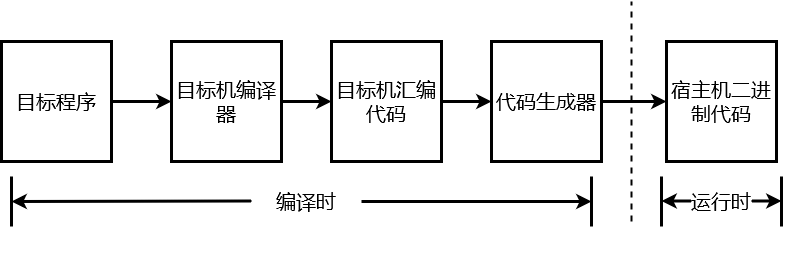 目标程序
目标机编译
器
目标机汇编
代码
代码生成器
宿主机二进
制代码
编译时
运行时